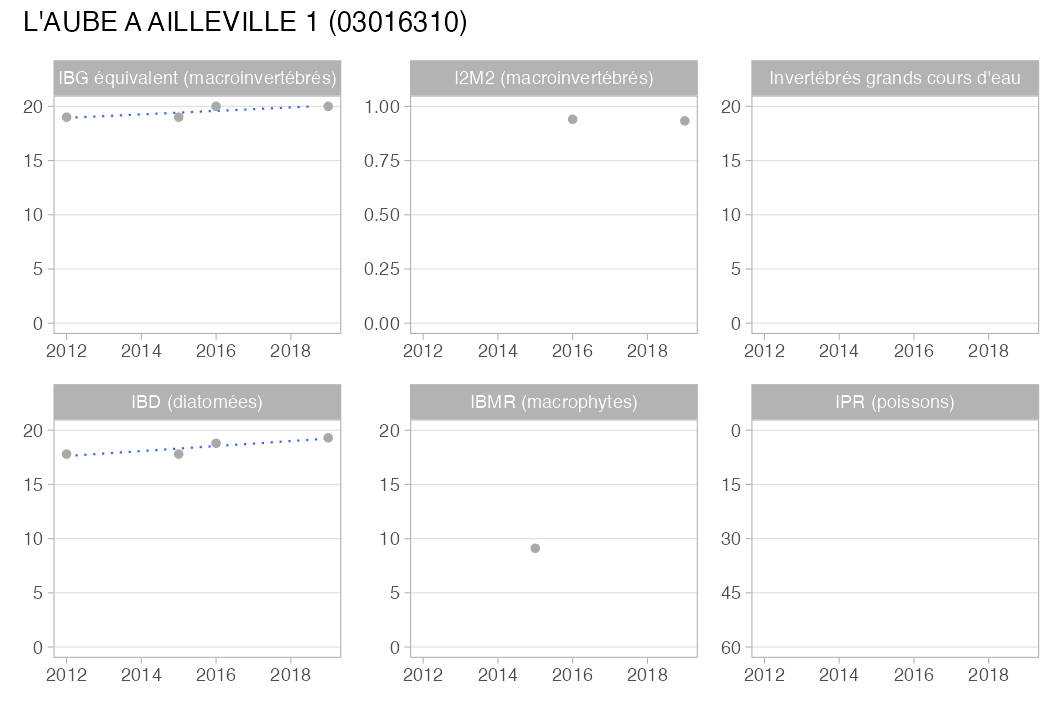 L'AUBE A AILLEVILLE 1 (03016310)
IBG équivalent (macroinvertébrés)
20
15
10
5
0
2012 2014 2016 2018
I2M2 (macroinvertébrés)
1.00
0.75
0.50
0.25
0.00
2012 2014 2016 2018
Invertébrés grands cours d'eau
20
15
10
5
0
2012 2014 2016 2018
IBD (diatomées)
20
15
10
5
0
2012 2014 2016 2018
IBMR (macrophytes)
20
15
10
5
0
2012 2014 2016 2018
IPR (poissons)
0
15
30
45
60
2012 2014 2016 2018